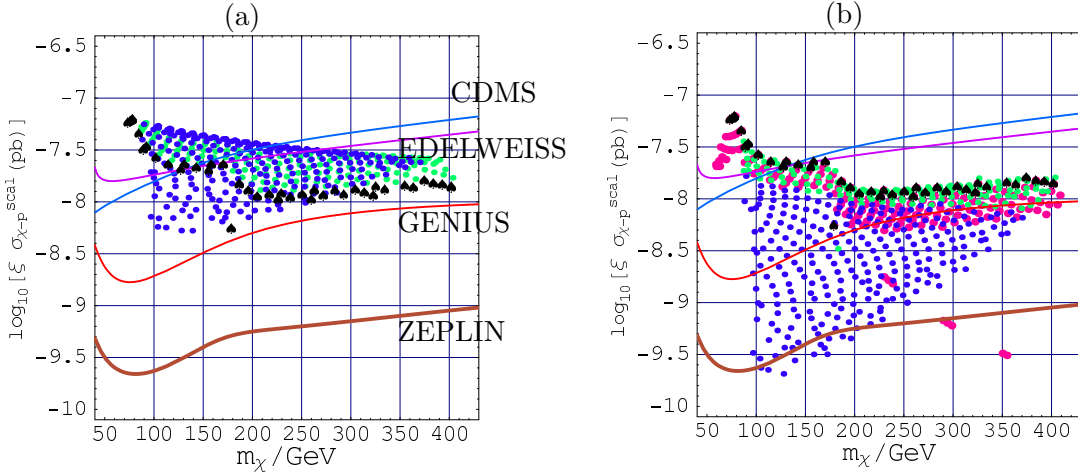 (a)
log10[ξ σχ-p^scal (pb)]
-6.5
-7
-7.5
-8
-8.5
-9
-9.5
-10
CDMS
EDELWEISS
GENIUS
ZEPLIN
50 100 150 200 250 300 350 400
mχ/GeV
(b)
log10[ξ σχ-p^scal (pb)]
-6.5
-7
-7.5
-8
-8.5
-9
-9.5
-10
50 100 150 200 250 300 350 400
mχ/GeV